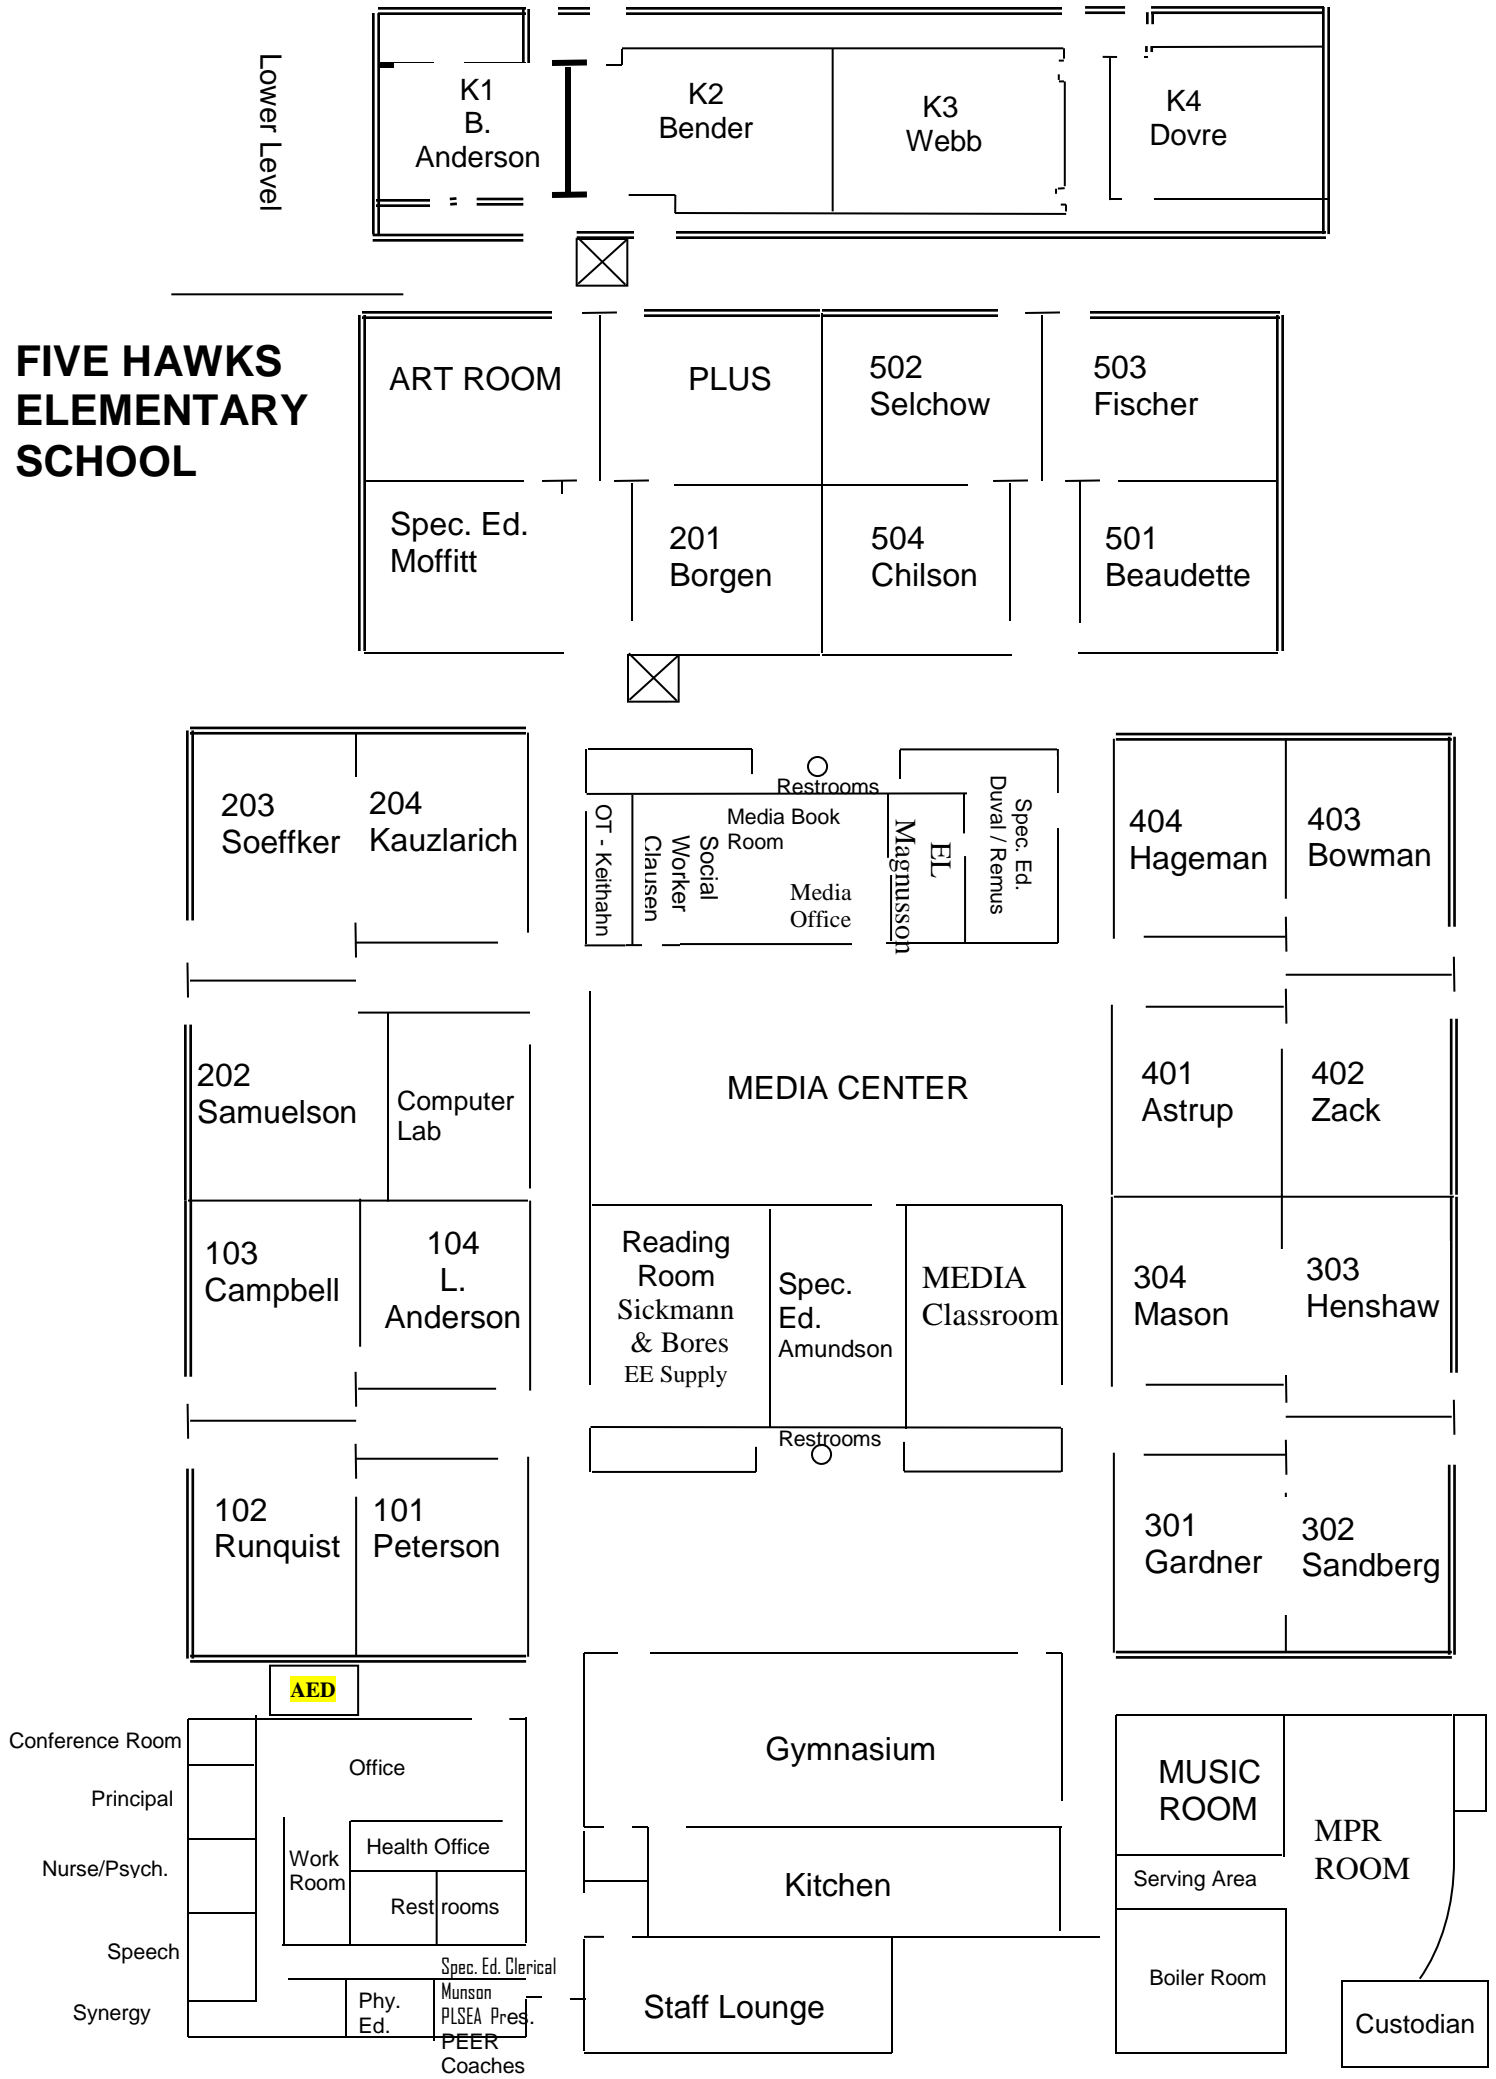 Lower Level
K1
B.
Anderson
K2
Bender
K3
Webb
K4
Dovre
FIVE HAWKS
ELEMENTARY
SCHOOL
ART ROOM
PLUS
502
Selchow
503
Fischer
Spec. Ed.
Moffitt
201
Borgen
504
Chilson
501
Beaudette
203
Soeffker
204
Kauzlarich
Restrooms
OT - Keithahn
Social
Worker
Clausen
Media Book
Room
Media
Office
EL
Magnusson
Spec. Ed.
Duval / Remus
404
Hageman
403
Bowman
202
Samuelson
Computer
Lab
MEDIA CENTER
401
Astrup
402
Zack
103
Campbell
104
L.
Anderson
Reading
Room
Sickmann
& Bores
EE Supply
Spec.
Ed.
Amundson
MEDIA
Classroom
304
Mason
303
Henshaw
Restrooms
102
Runquist
101
Peterson
301
Gardner
302
Sandberg
AED
Conference Room
Principal
Nurse/Psych.
Speech
Synergy
Office
Work
Room
Health Office
Rest rooms
Phy.
Ed.
Spec. Ed. Clerical
Munson
PLSEA Pres.
PEER
Coaches
Gymnasium
Kitchen
Staff Lounge
MUSIC
ROOM
Serving Area
MPR
ROOM
Boiler Room
Custodian